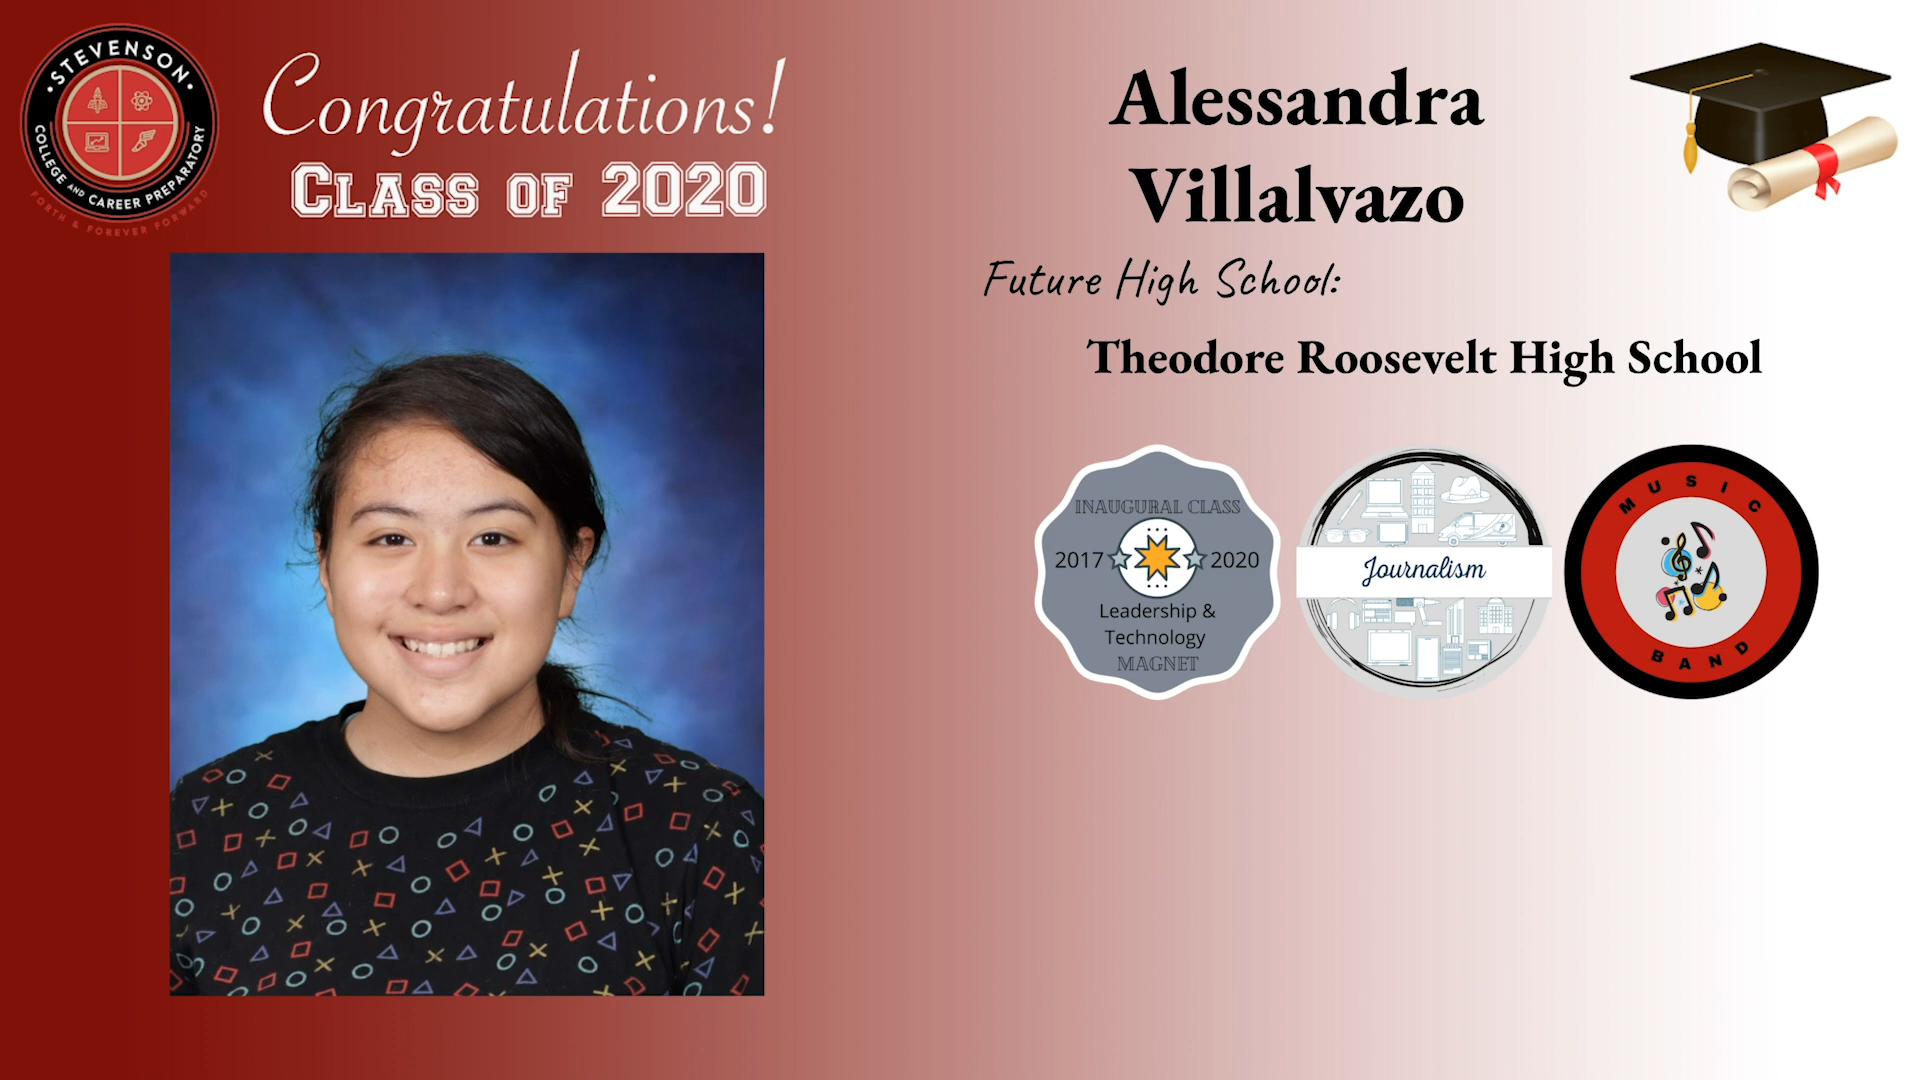 STEVENSON
COLLEGE AND CAREER PREPARATORY
FORTH & FOREVER FORWARD
Congratulations!
CLASS OF 2020
Alessandra
Villalvazo
Future High School:
Theodore Roosevelt High School
INAUGURAL CLASS
2017 2020
Leadership &
Technology
MAGNET
Journalism
MUSIC
BAND